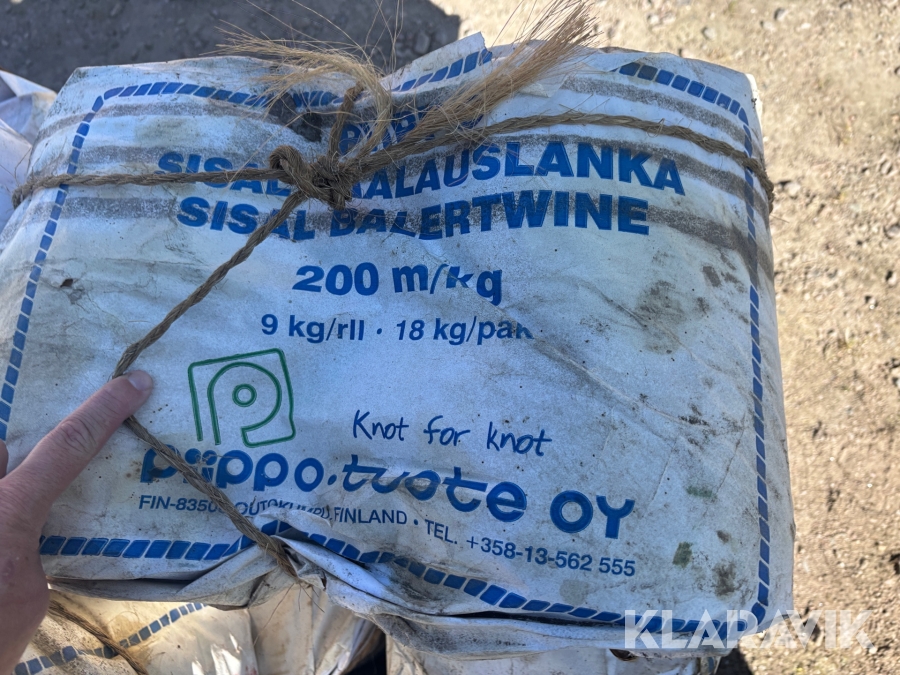 SISAL
SISAL BALERTWINE
200 m/kg
9 kg/rll · 18 kg/pak
Knot for knot
piippo-tuote OY
OUTOKUMPU, FINLAND · TEL. +358-13-562 555
KLARAVIK